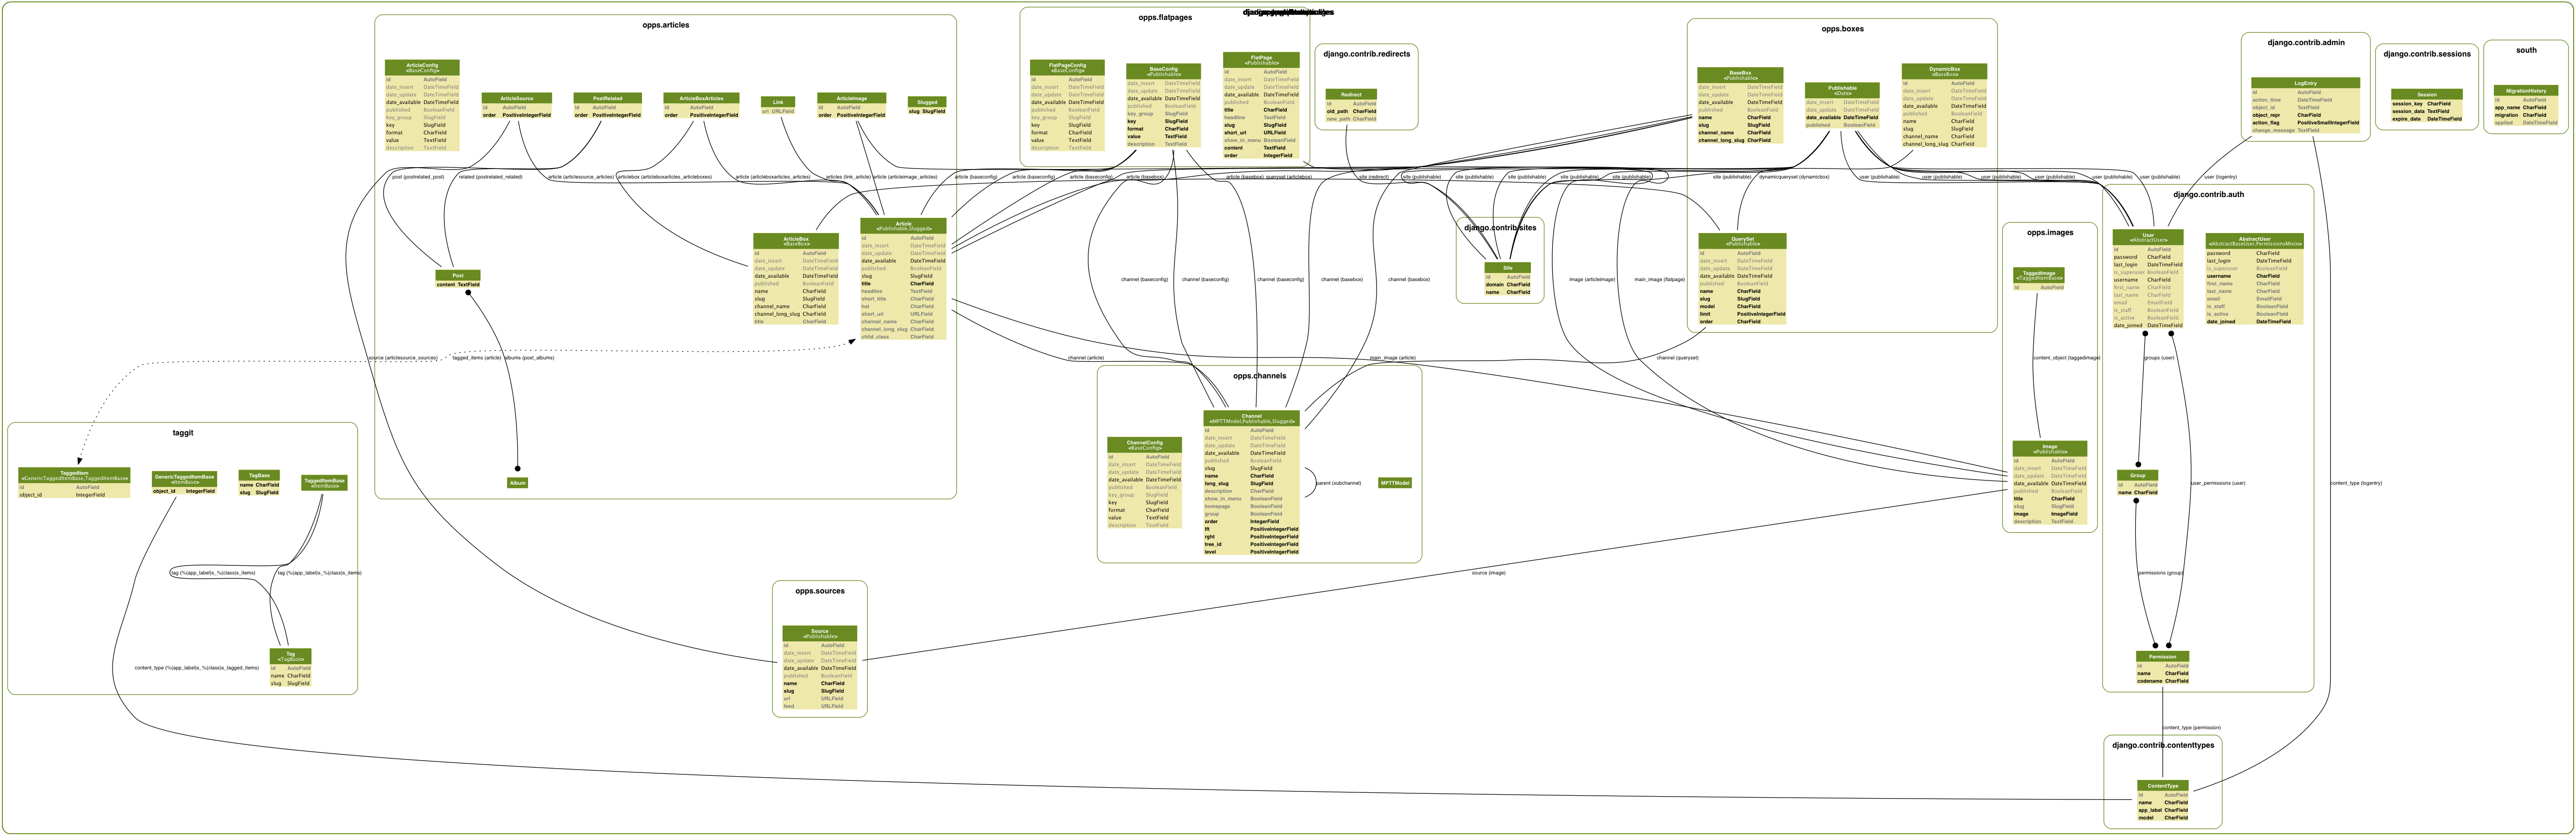 opps.articles
ArticleConfig
<BaseConfig>
id AutoField
date_insert DateTimeField
date_update DateTimeField
date_available DateTimeField
published BooleanField
key_group SlugField
key SlugField
format CharField
value TextField
description TextField
ArticleSource
id AutoField
order PositiveIntegerField
PostRelated
id AutoField
order PositiveIntegerField
ArticleBoxArticles
id AutoField
order PositiveIntegerField
Link
url URLField
ArticleImage
id AutoField
order PositiveIntegerField
Slugged
slug SlugField
post (postrelated_post)
related (postrelated_related)
article (articlesource_articles)
articlebox (articleboxarticles_articleboxes)
article (articleboxarticles_articles)
articles (link_article)
article (articleimage_articles)
Post
content TextField
ArticleBox
<BaseBox>
id AutoField
date_insert DateTimeField
date_update DateTimeField
date_available DateTimeField
published BooleanField
name CharField
slug SlugField
channel_name CharField
channel_long_slug CharField
title CharField
Article
<Publishable,Slugged>
id AutoField
date_insert DateTimeField
date_update DateTimeField
date_available DateTimeField
published BooleanField
slug SlugField
title CharField
headline TextField
short_title CharField
hat CharField
short_url URLField
channel_name CharField
channel_long_slug CharField
child_class CharField
source (articlesource_sources)
tagged_items (article)
albums (post_albums)
Album
opps.flatpages
FlatPageConfig
<BaseConfig>
id AutoField
date_insert DateTimeField
date_update DateTimeField
date_available DateTimeField
published BooleanField
key_group SlugField
key SlugField
format CharField
value TextField
description TextField
BaseConfig
<Publishable>
date_insert DateTimeField
date_update DateTimeField
date_available DateTimeField
published BooleanField
key_group SlugField
key SlugField
format CharField
value TextField
description TextField
FlatPage
<Publishable>
id AutoField
date_insert DateTimeField
date_update DateTimeField
date_available DateTimeField
published BooleanField
title CharField
headline TextField
slug SlugField
short_url URLField
show_in_menu BooleanField
content TextField
order IntegerField
django.contrib.redirects
Redirect
id AutoField
old_path CharField
new_path CharField
article (baseconfig)
article (baseconfig)
article (baseconfig)
article (basebox)
article (basebox)
queryset (articlebox)
site (redirect)
site (publishable)
site (publishable)
site (publishable)
site (publishable)
site (publishable)
site (publishable)
dynamicqueryset (dynamicbox)
user (publishable)
user (publishable)
user (publishable)
user (publishable)
user (publishable)
user (logentry)
opps.boxes
BaseBox
<Publishable>
date_insert DateTimeField
date_update DateTimeField
date_available DateTimeField
published BooleanField
name CharField
slug SlugField
channel_name CharField
channel_long_slug CharField
Publishable
<Date>
date_insert DateTimeField
date_update DateTimeField
date_available DateTimeField
published BooleanField
DynamicBox
<BaseBox>
id AutoField
date_insert DateTimeField
date_update DateTimeField
date_available DateTimeField
published BooleanField
name CharField
slug SlugField
channel_name CharField
channel_long_slug CharField
QuerySet
<Publishable>
id AutoField
date_insert DateTimeField
date_update DateTimeField
date_available DateTimeField
published BooleanField
name CharField
slug SlugField
model CharField
limit PositiveIntegerField
order CharField
django.contrib.admin
LogEntry
id AutoField
action_time DateTimeField
object_id TextField
object_repr CharField
action_flag PositiveSmallIntegerField
change_message TextField
django.contrib.sessions
Session
session_key CharField
session_data TextField
expire_date DateTimeField
south
MigrationHistory
id AutoField
app_name CharField
migration CharField
applied DateTimeField
django.contrib.sites
Site
id AutoField
domain CharField
name CharField
channel (baseconfig)
channel (baseconfig)
channel (baseconfig)
channel (basebox)
channel (basebox)
image (articleimage)
main_image (flatpage)
channel (article)
main_image (article)
channel (queryset)
opps.images
TaggedImage
<TaggedItemBase>
id AutoField
content_object (taggedimage)
Image
<Publishable>
id AutoField
date_insert DateTimeField
date_update DateTimeField
date_available DateTimeField
published BooleanField
title CharField
slug SlugField
image ImageField
description TextField
django.contrib.auth
User
<AbstractUser>
id AutoField
password CharField
last_login DateTimeField
is_superuser BooleanField
username CharField
first_name CharField
last_name CharField
email EmailField
is_staff BooleanField
is_active BooleanField
date_joined DateTimeField
AbstractUser
<AbstractBaseUser,PermissionsMixin>
password CharField
last_login DateTimeField
is_superuser BooleanField
username CharField
first_name CharField
last_name CharField
email EmailField
is_staff BooleanField
is_active BooleanField
date_joined DateTimeField
groups (user)
Group
id AutoField
name CharField
user_permissions (user)
content_type (logentry)
permissions (group)
Permission
id AutoField
name CharField
codename CharField
content_type (permission)
opps.channels
ChannelConfig
<BaseConfig>
id AutoField
date_insert DateTimeField
date_update DateTimeField
date_available DateTimeField
published BooleanField
key_group SlugField
key SlugField
format CharField
value TextField
description TextField
Channel
<MPTTModel,Publishable,Slugged>
id AutoField
date_insert DateTimeField
date_update DateTimeField
date_available DateTimeField
published BooleanField
slug SlugField
name CharField
long_slug SlugField
description CharField
show_in_menu BooleanField
homepage BooleanField
group BooleanField
order IntegerField
lft PositiveIntegerField
rght PositiveIntegerField
tree_id PositiveIntegerField
level PositiveIntegerField
parent (subchannel)
MPTTModel
taggit
TaggedItem
<GenericTaggedItemBase,TaggedItemBase>
id AutoField
object_id IntegerField
GenericTaggedItemBase
<ItemBase>
object_id IntegerField
TagBase
name CharField
slug SlugField
TaggedItemBase
<ItemBase>
tag (%(app_label)s_%(class)s_items)
tag (%(app_label)s_%(class)s_items)
content_type (%(app_label)s_%(class)s_tagged_items)
Tag
<TagBase>
id AutoField
name CharField
slug SlugField
opps.sources
Source
<Publishable>
id AutoField
date_insert DateTimeField
date_update DateTimeField
date_available DateTimeField
published BooleanField
name CharField
slug SlugField
url URLField
feed URLField
source (image)
django.contrib.contenttypes
ContentType
id AutoField
name CharField
app_label CharField
model CharField